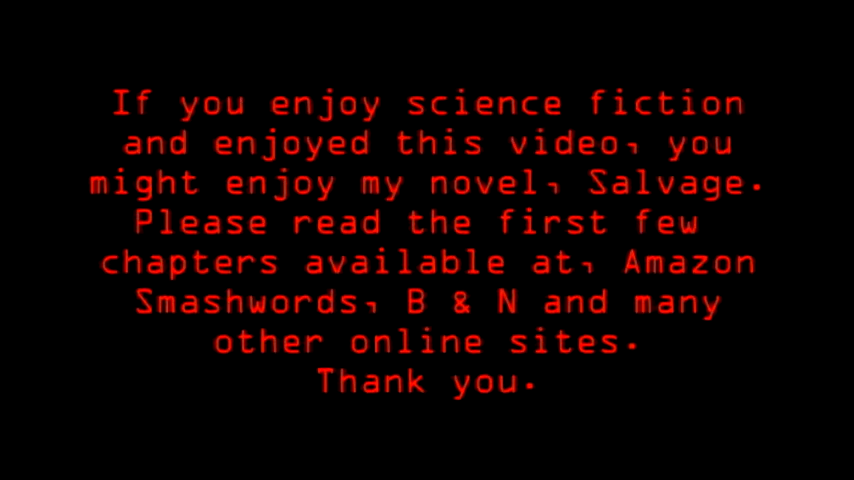 If you enjoy science fiction
and enjoyed this video, you
might enjoy my novel, Salvage.
Please read the first few
chapters available at, Amazon
Smashwords, B & N and many
other online sites.
Thank you.